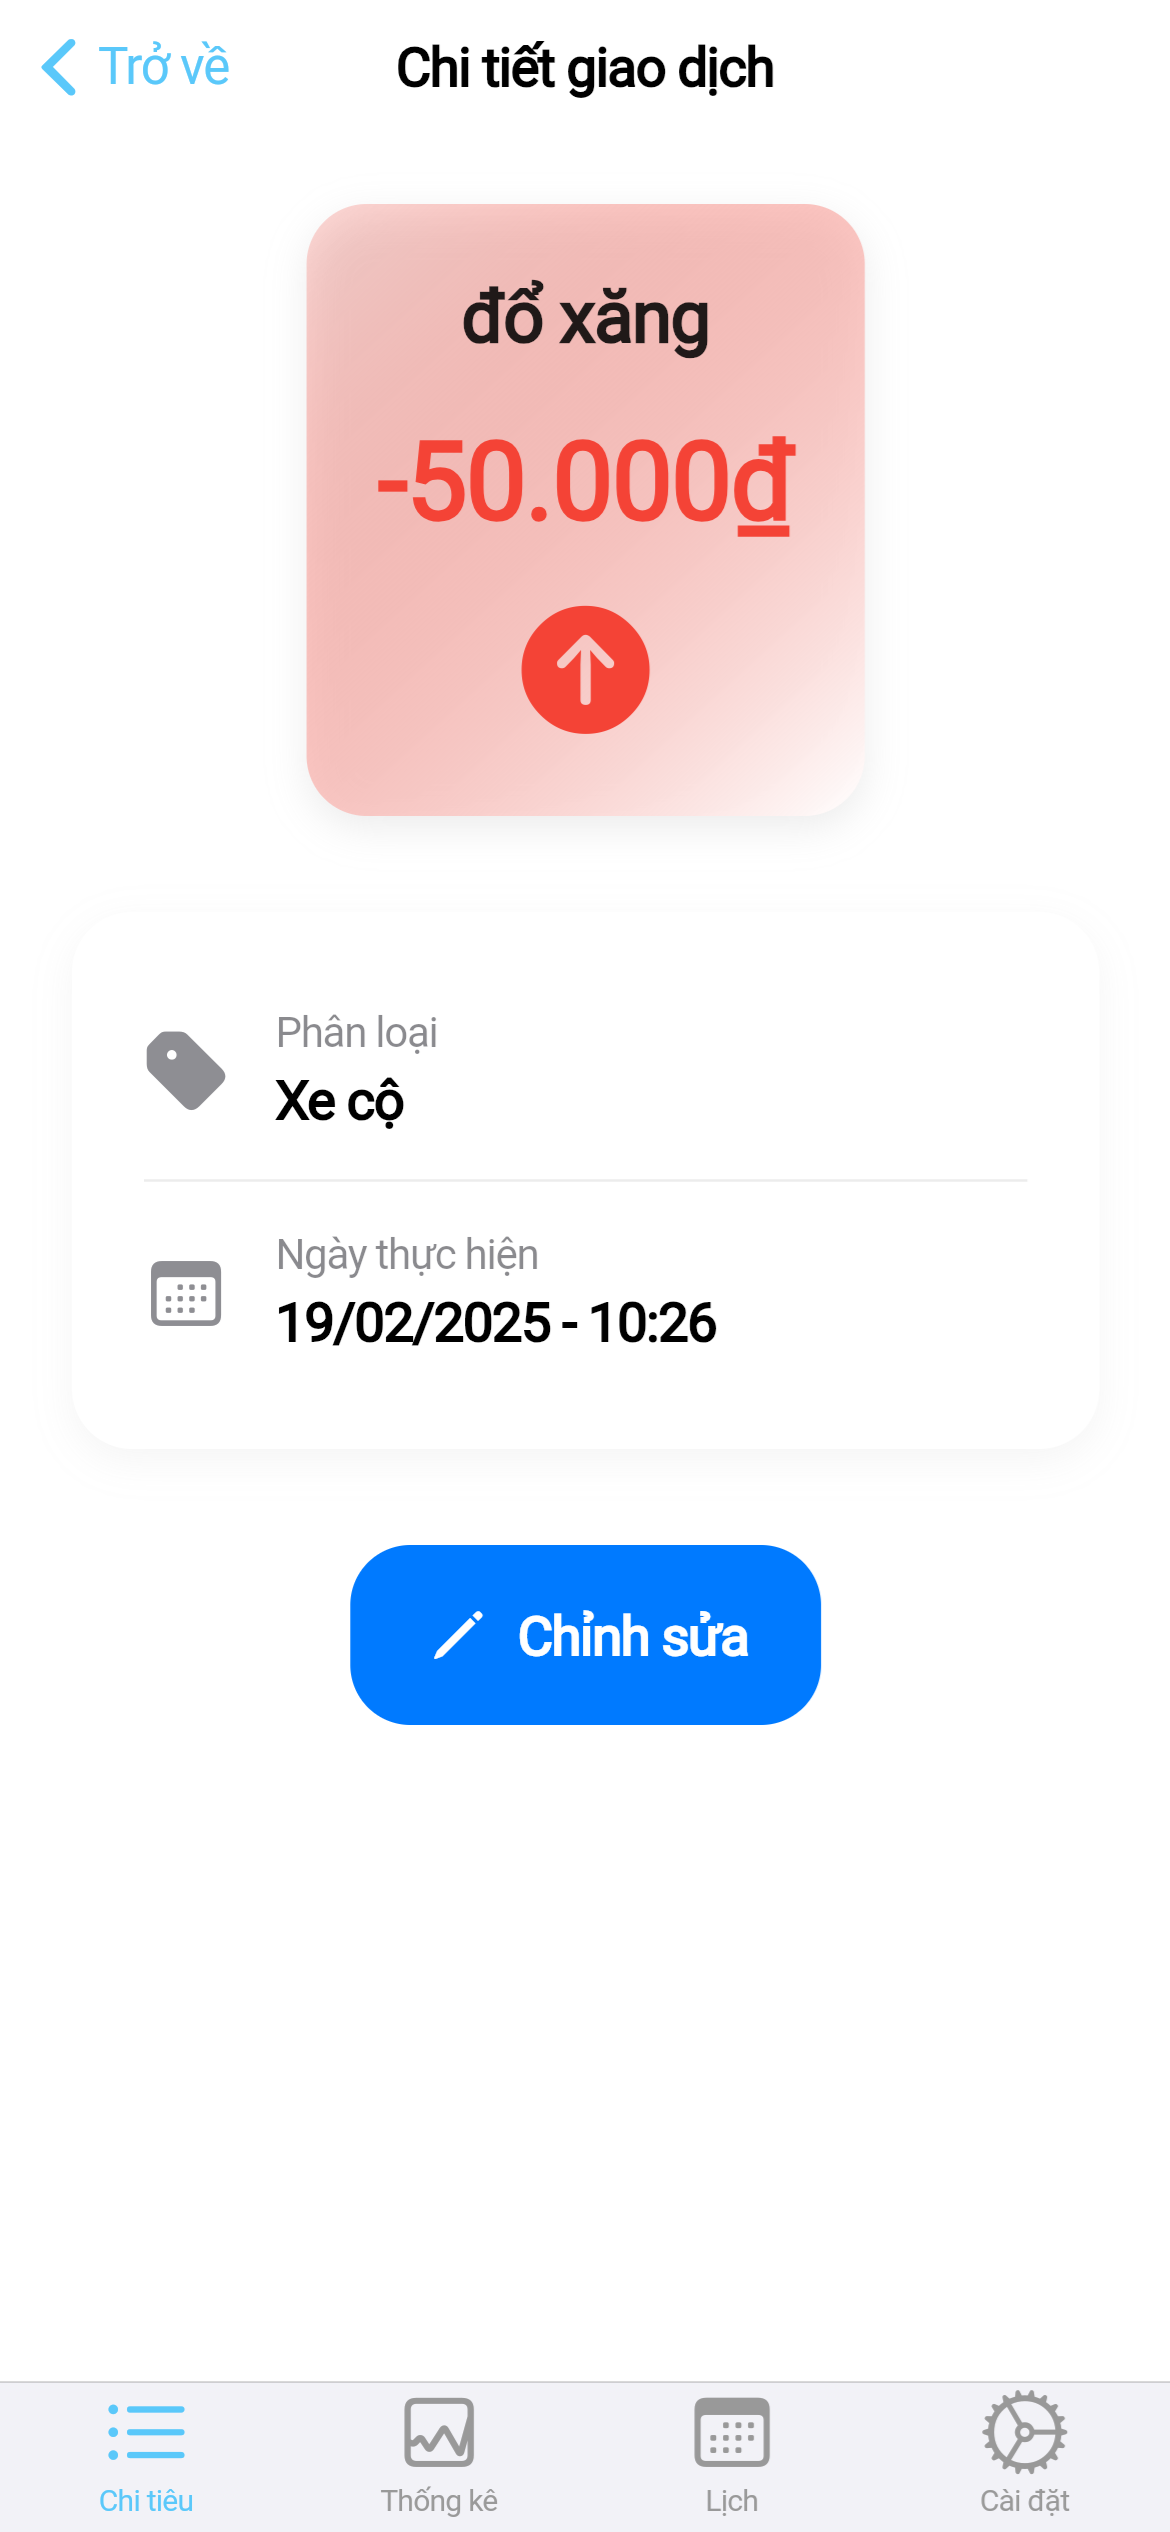 Trở về
Chi tiết giao dịch
đổ xăng
-50.000₫
Phân loại
Xe cộ
Ngày thực hiện
19/02/2025 - 10:26
Chỉnh sửa
Chi tiêu
Thống kê
Lịch
Cài đặt